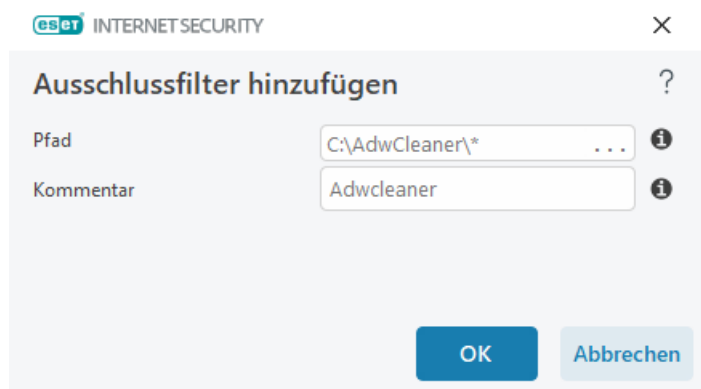 eset INTERNET SECURITY
Ausschlussfilter hinzufügen
?
Pfad
C:\AdwCleaner\*
...
Kommentar
Adwcleaner
OK
Abbrechen